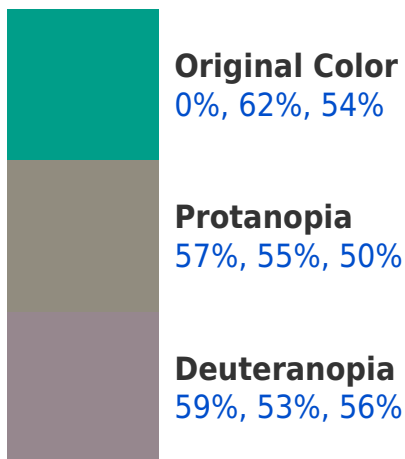 Original Color
0%, 62%, 54%
Protanopia
57%, 55%, 50%
Deuteranopia
59%, 53%, 56%